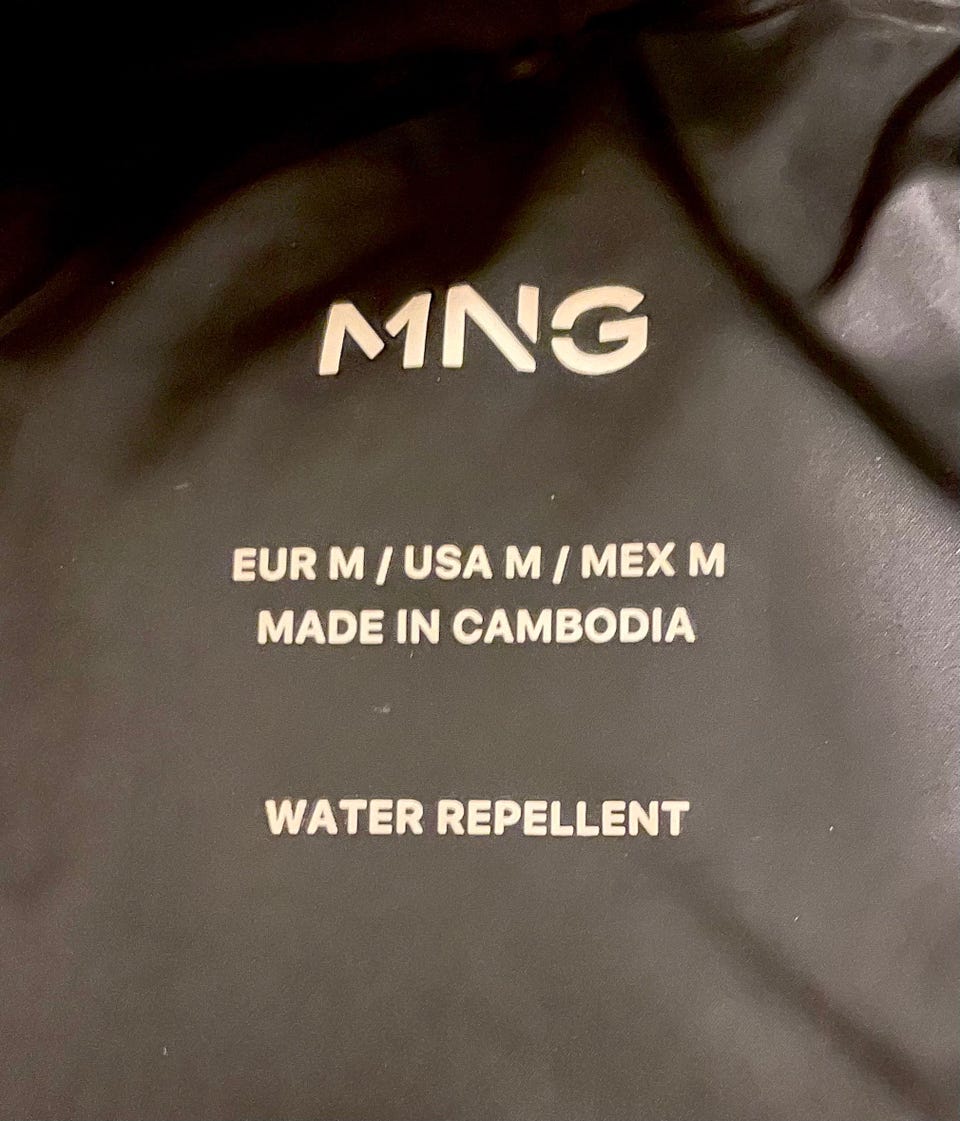 MNG
EUR M / USA M / MEX M
MADE IN CAMBODIA
WATER REPELLENT